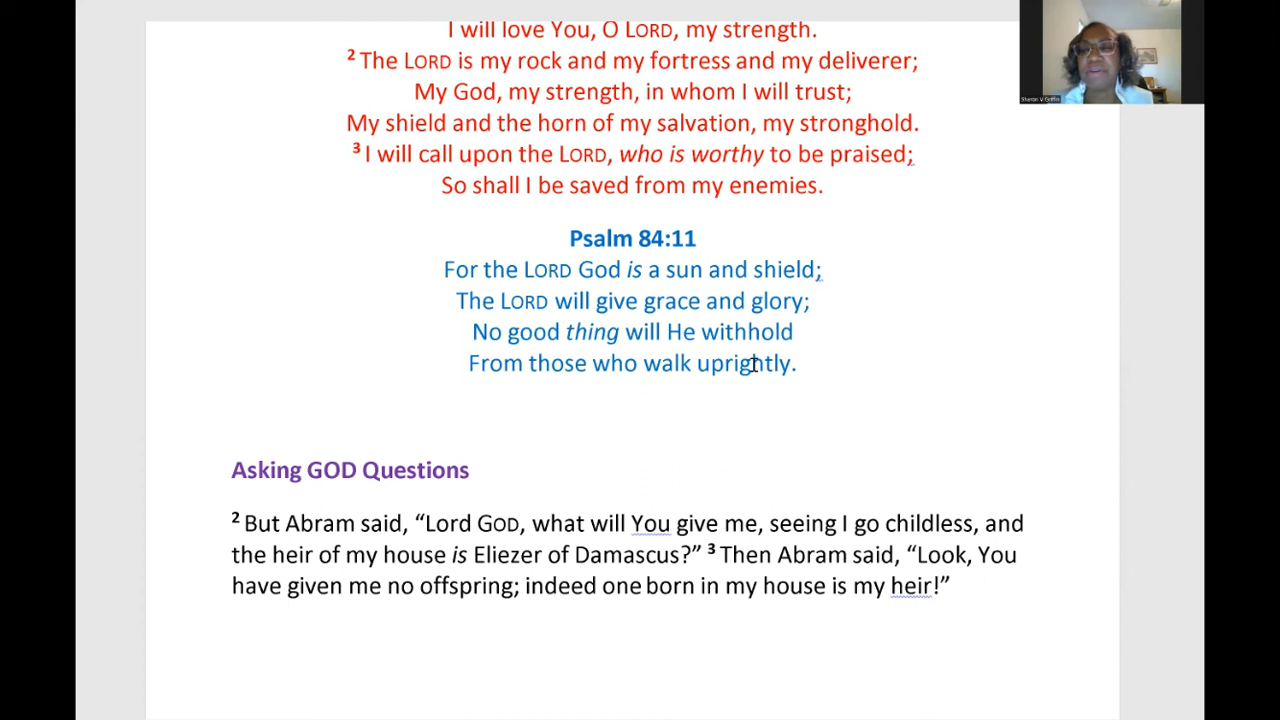 I will love You, O LORD, my strength.
2 The LORD is my rock and my fortress and my deliverer;
My God, my strength, in whom I will trust;
My shield and the horn of my salvation, my stronghold.
3 I will call upon the LORD, who is worthy to be praised;
So shall I be saved from my enemies.
Psalm 84:11
For the LORD God is a sun and shield;
The LORD will give grace and glory;
No good thing will He withhold
From those who walk uprightly.
Asking GOD Questions
2 But Abram said, “Lord GOD, what will You give me, seeing I go childless, and
the heir of my house is Eliezer of Damascus?” 3 Then Abram said, “Look, You
have given me no offspring; indeed one born in my house is my heir!”
Sharon V Griffin